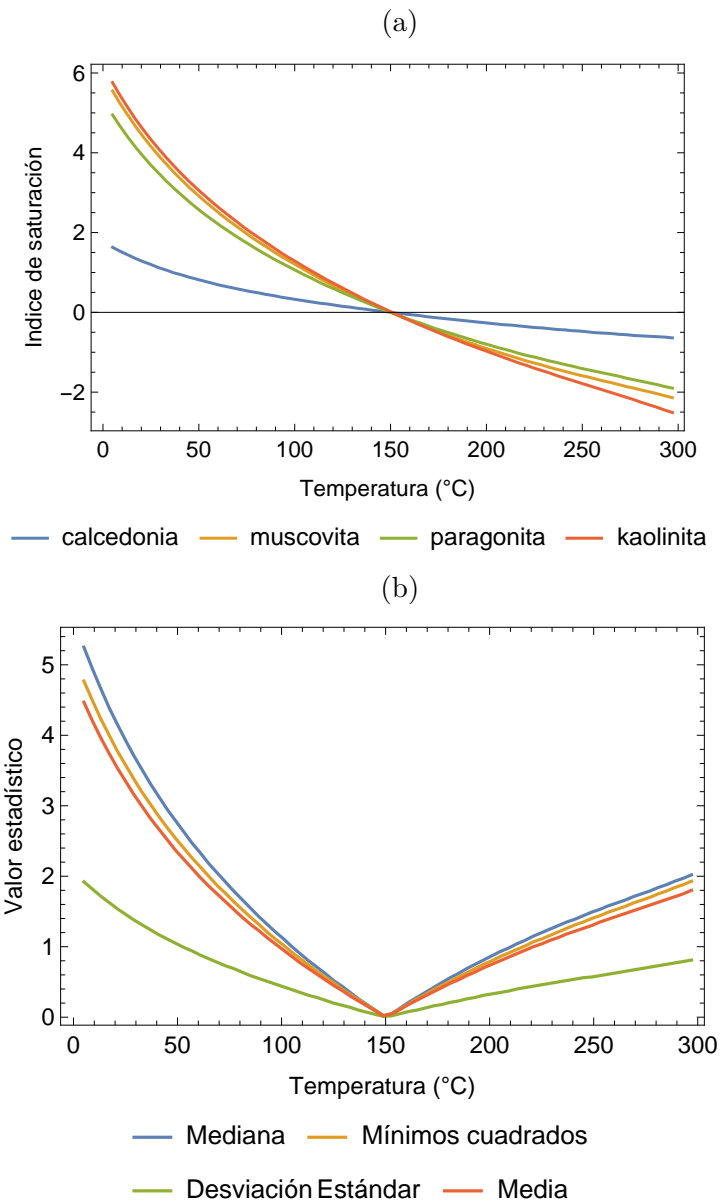 (a)
6
4
2
0
−2
Indice de saturación
0 50 100 150 200 250 300
Temperatura (°C)
calcedonia muscovita paragonita kaolinita
(b)
5
4
3
2
1
0
Valor estadístico
0 50 100 150 200 250 300
Temperatura (°C)
Mediana Mínimos cuadrados
Desviación Estándar Media